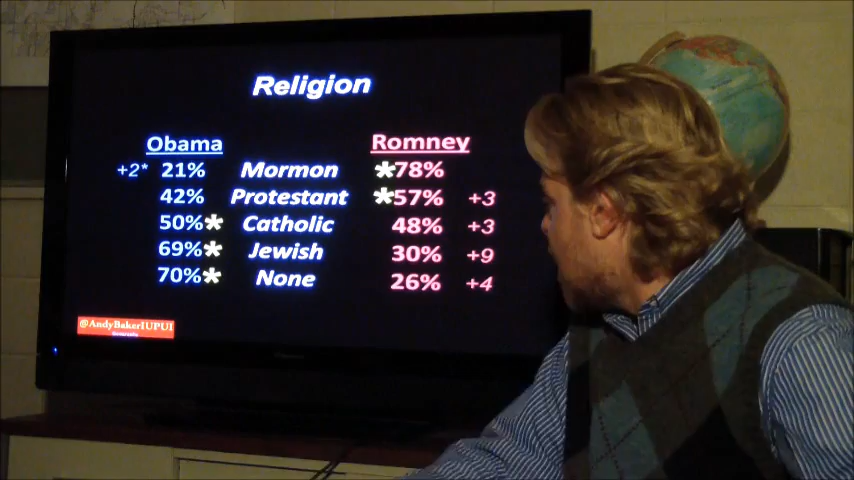 Religion
Obama Romney
+2* 21% Mormon *78%
42% Protestant *57% +3
50%* Catholic 48% +3
69%* Jewish 30% +9
70%* None 26% +4
@AndyBakerIUPUI